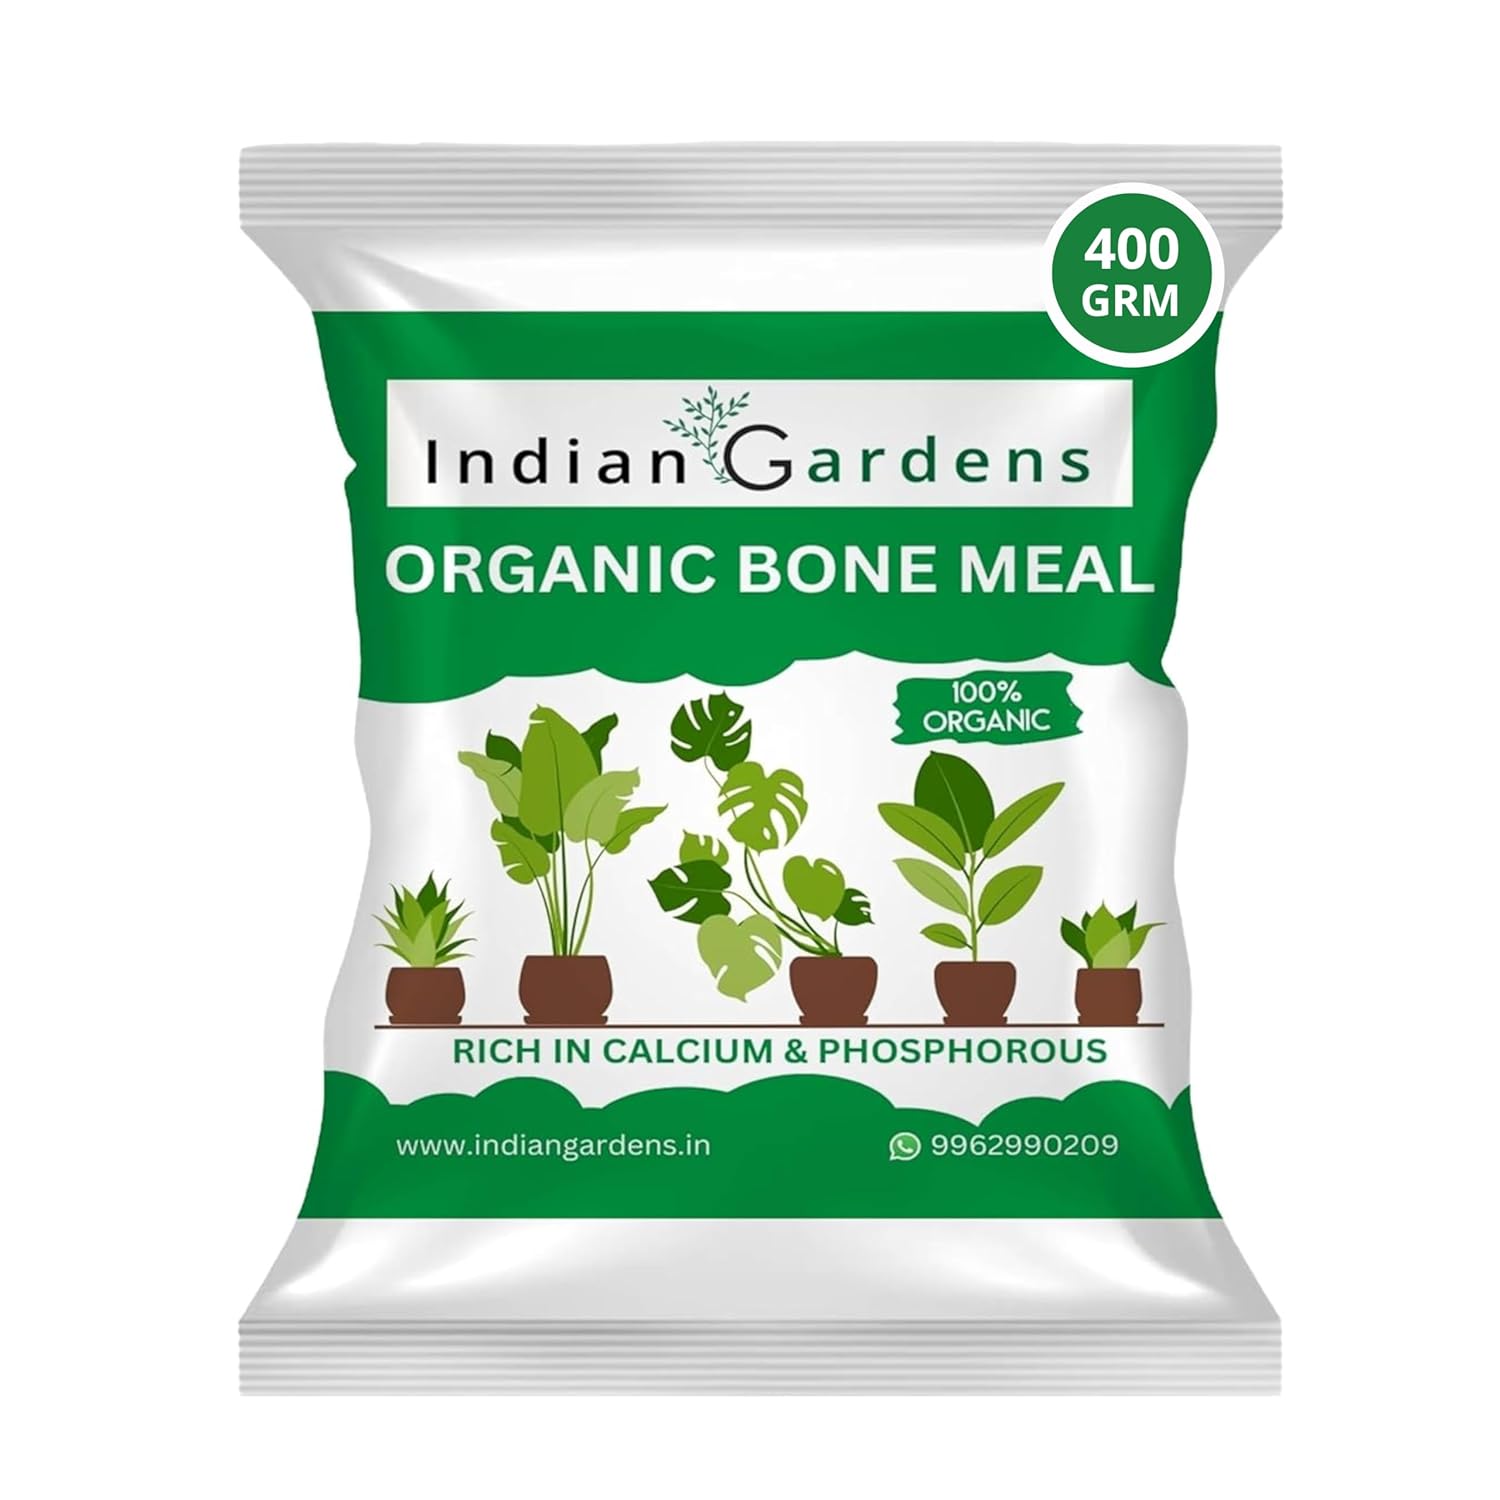 400
GRM
Indian Gardens
ORGANIC BONE MEAL
100%
ORGANIC
RICH IN CALCIUM & PHOSPHOROUS
www.indiangardens.in
9962990209